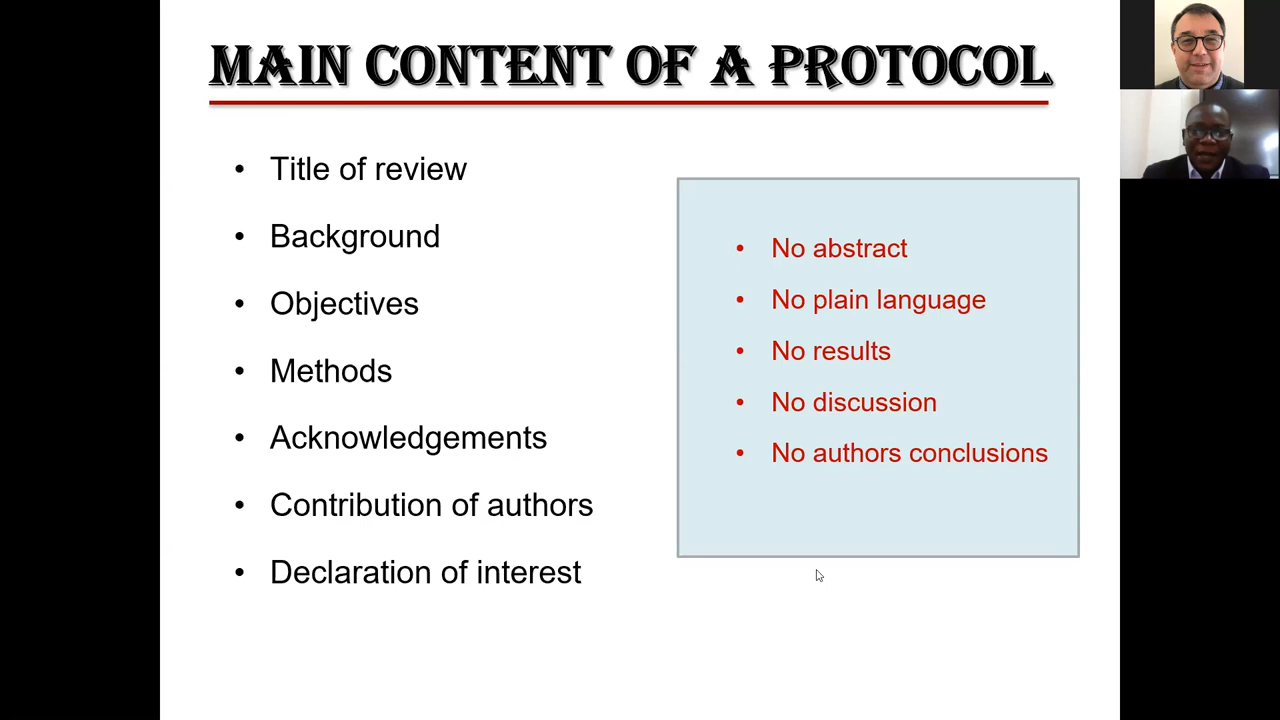 MAIN CONTENT OF A PROTOCOL
• Title of review
• Background
• Objectives
• Methods
• Acknowledgements
• Contribution of authors
• Declaration of interest
• No abstract
• No plain language
• No results
• No discussion
• No authors conclusions